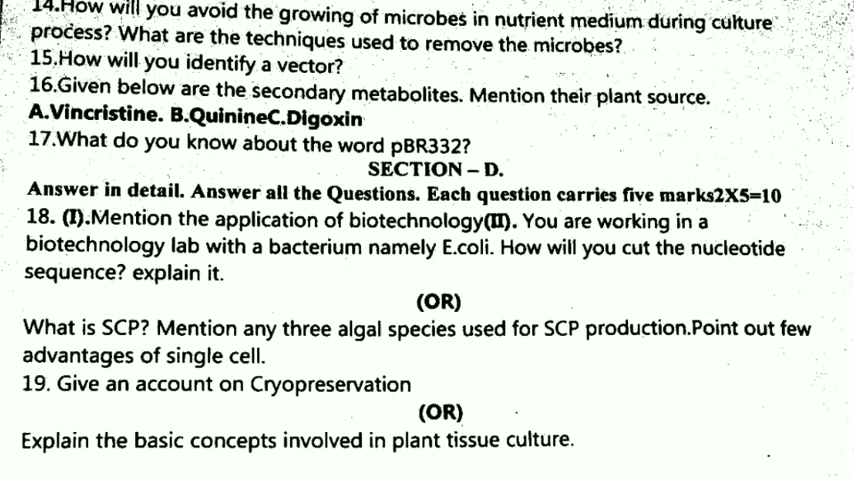 14.How will you avoid the growing of microbes in nutrient medium during culture
process? What are the techniques used to remove the microbes?
15.How will you identify a vector?
16.Given below are the secondary metabolites. Mention their plant source.
A.Vincristine. B.QuinineC.Digoxin
17.What do you know about the word pBR332?
SECTION – D.
Answer in detail. Answer all the Questions. Each question carries five marks2X5=10
18. (I).Mention the application of biotechnology(II). You are working in a
biotechnology lab with a bacterium namely E.coli. How will you cut the nucleotide
sequence? explain it.
(OR)
What is SCP? Mention any three algal species used for SCP production.Point out few
advantages of single cell.
19. Give an account on Cryopreservation
(OR)
Explain the basic concepts involved in plant tissue culture.